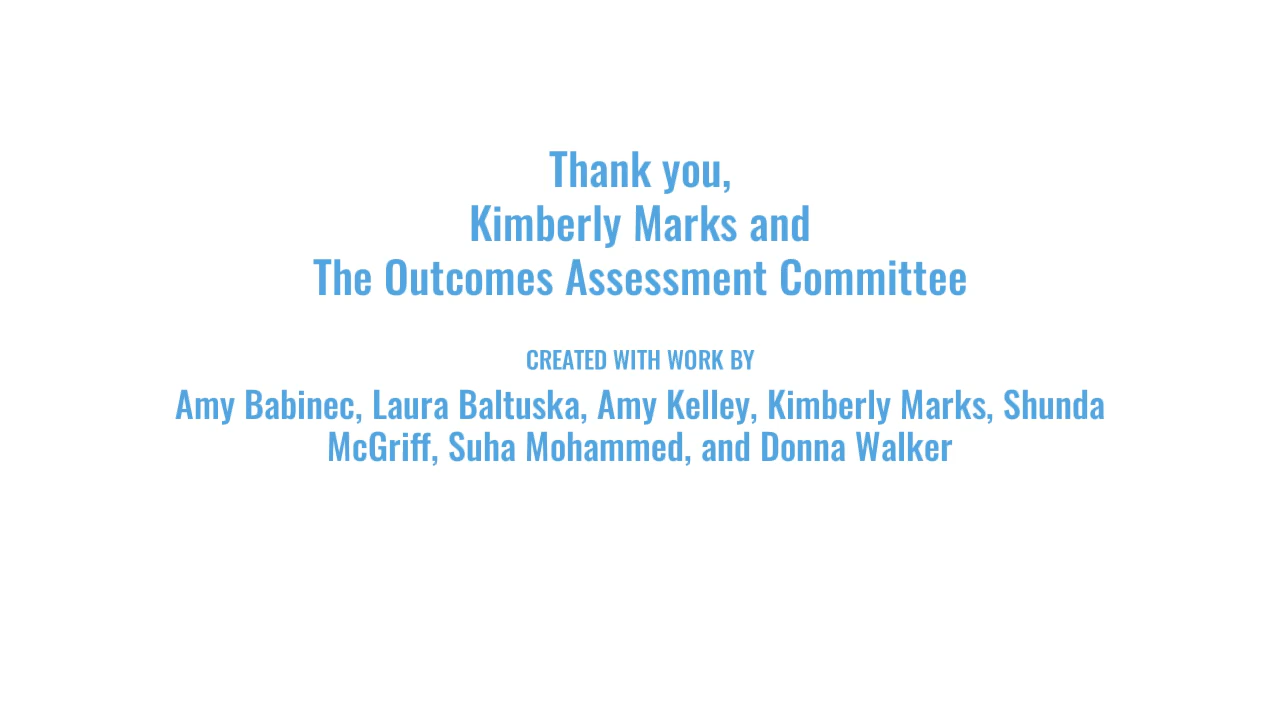 Thank you,
Kimberly Marks and
The Outcomes Assessment Committee
CREATED WITH WORK BY
Amy Babinec, Laura Baltuska, Amy Kelley, Kimberly Marks, Shunda
McGriff, Suha Mohammed, and Donna Walker